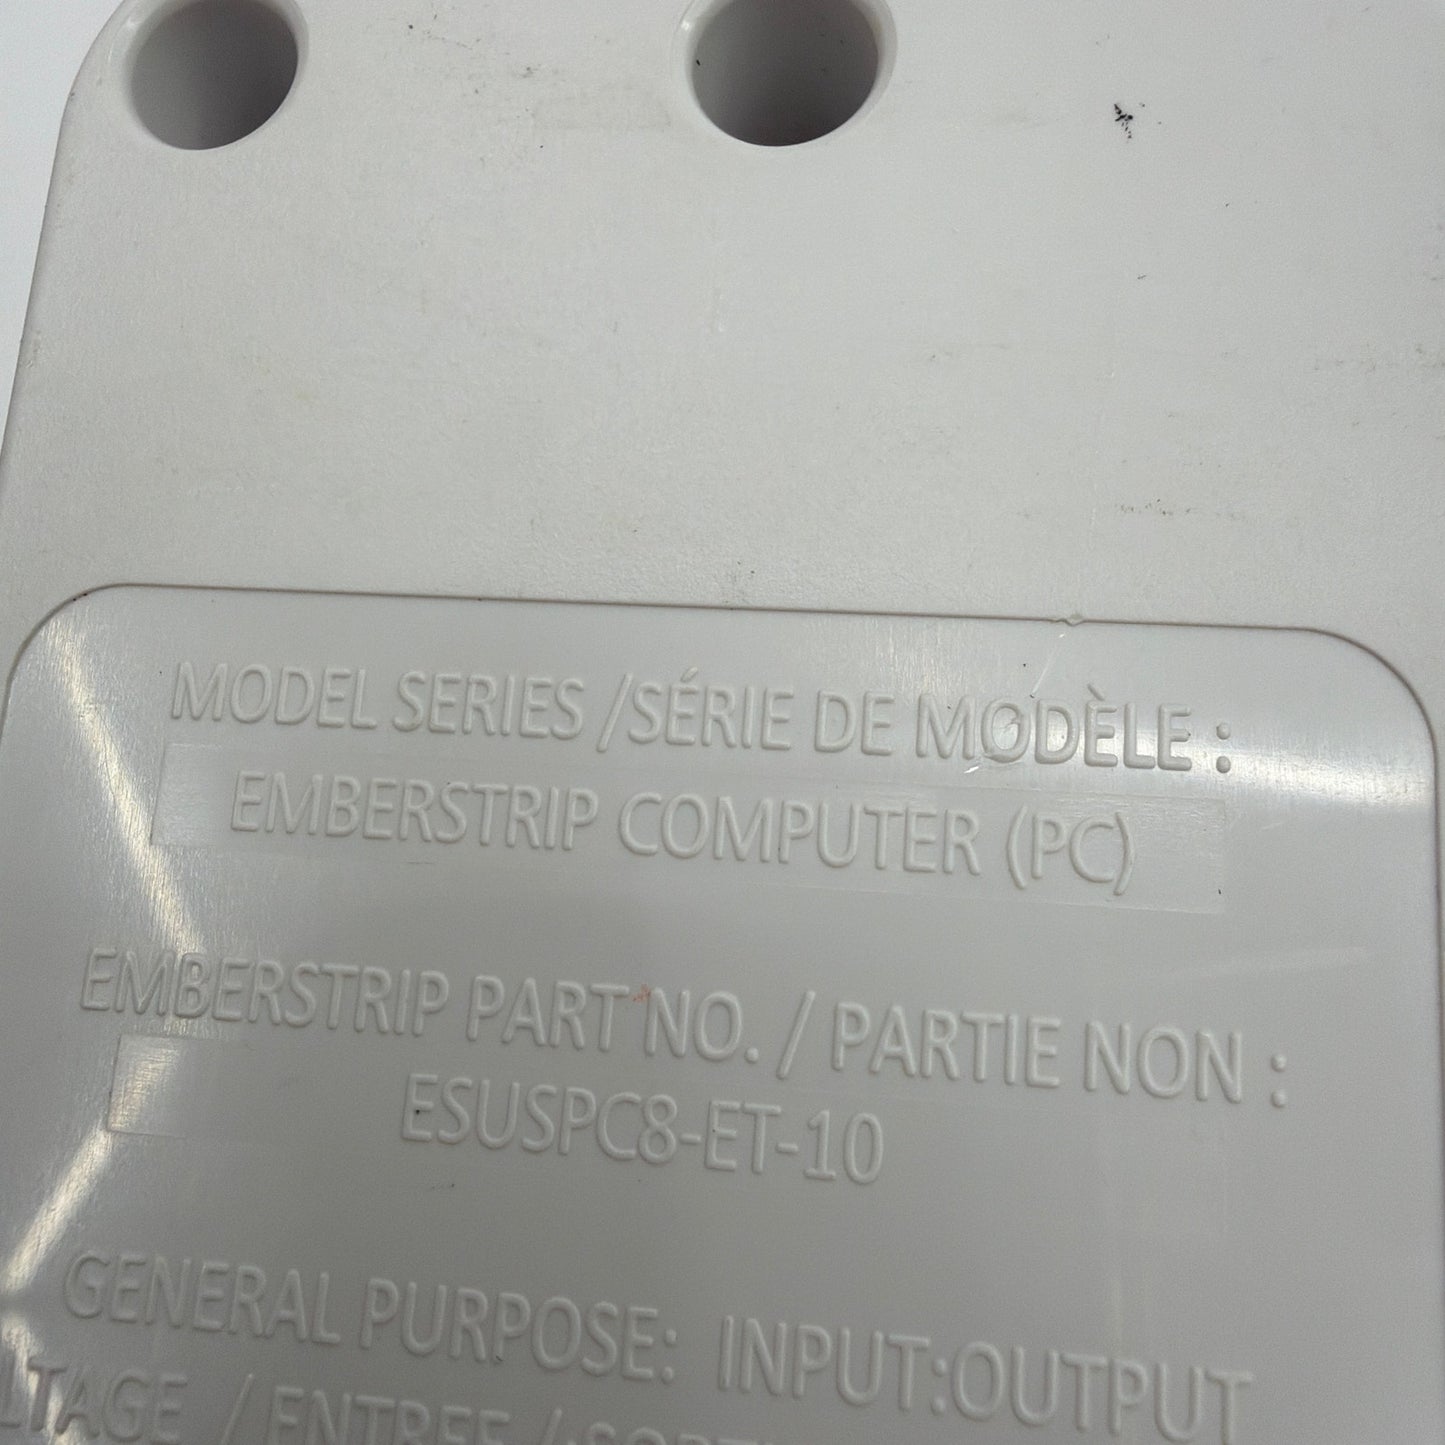 MODEL SERIES /SÉRIE DE MODÈLE :
EMBERSTRIP COMPUTER (PC)
EMBERSTRIP PART NO. / PARTIE NON :
ESUSPC8-ET-10
GENERAL PURPOSE: INPUT:OUTPUT
/ ENTREE /